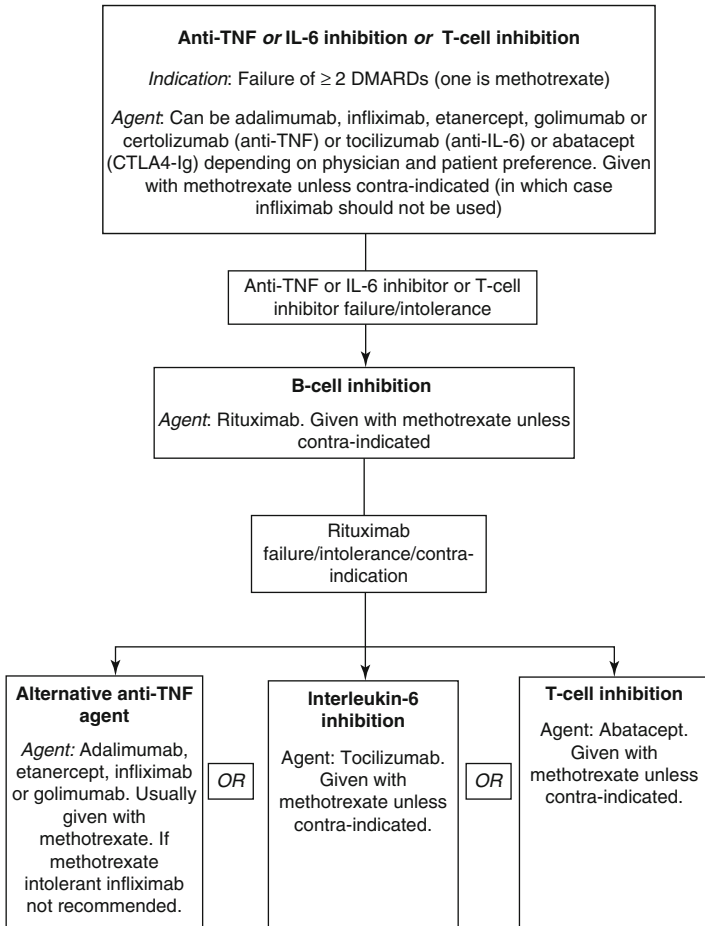 Anti-TNF or IL-6 inhibition or T-cell inhibition
Indication: Failure of ≥ 2 DMARDs (one is methotrexate)
Agent: Can be adalimumab, infliximab, etanercept, golimumab or
certolizumab (anti-TNF) or tocilizumab (anti-IL-6) or abatacept
(CTLA4-Ig) depending on physician and patient preference. Given
with methotrexate unless contra-indicated (in which case
infliximab should not be used)
Anti-TNF or IL-6 inhibitor or T-cell
inhibitor failure/intolerance
B-cell inhibition
Agent: Rituximab. Given with methotrexate unless
contra-indicated
Rituximab
failure/intolerance/contra-
indication
Alternative anti-TNF
agent
Agent: Adalimumab,
etanercept, infliximab
or golimumab. Usually
given with
methotrexate. If
methotrexate
intolerant infliximab
not recommended.
OR
Interleukin-6
inhibition
Agent: Tocilizumab.
Given with
methotrexate unless
contra-indicated.
OR
T-cell inhibition
Agent: Abatacept.
Given with
methotrexate unless
contra-indicated.